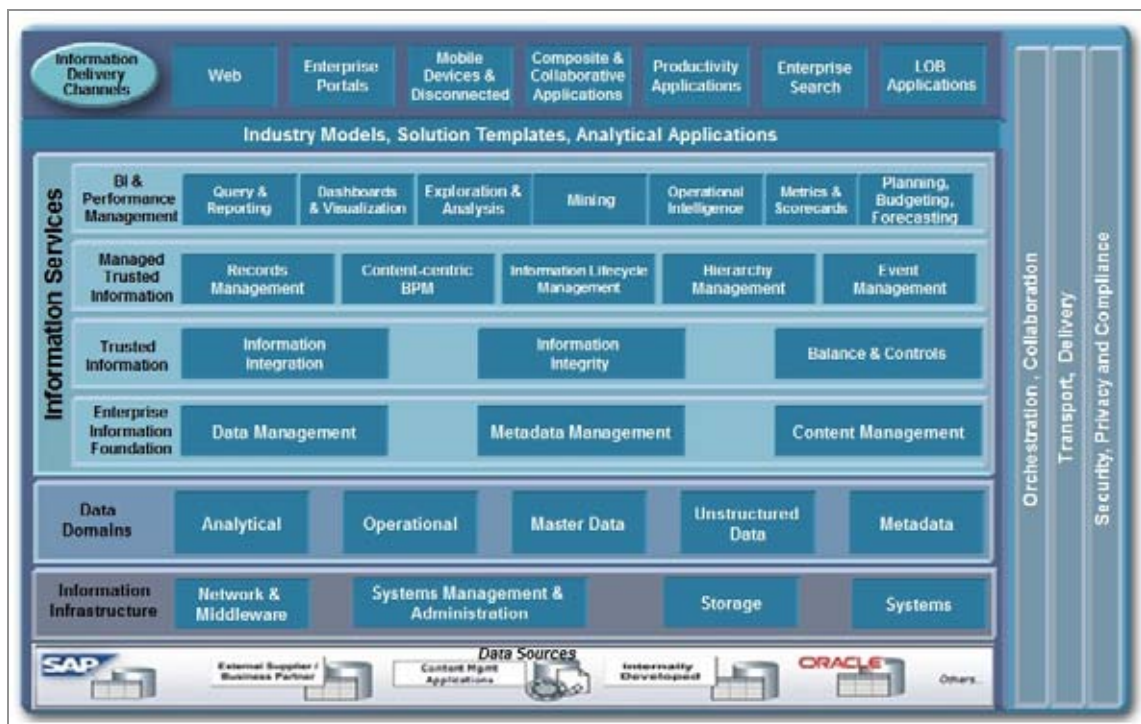 Information
Delivery
Channels
Web
Enterprise
Portals
Mobile
Devices &
Disconnected
Composite &
Collaborative
Applications
Productivity
Applications
Enterprise
Search
LOB
Applications
Industry Models, Solution Templates, Analytical Applications
Information Services
BI &
Performance
Management
Query &
Reporting
Dashboards
& Visualization
Exploration &
Analysis
Mining
Operational
Intelligence
Metrics &
Scorecards
Planning,
Budgeting,
Forecasting
Managed
Trusted
Information
Records
Management
Content-centric
BPM
Information Lifecycle
Management
Hierarchy
Management
Event
Management
Trusted
Information
Information
Integration
Information
Integrity
Balance & Controls
Enterprise
Information
Foundation
Data Management
Metadata Management
Content Management
Data
Domains
Analytical
Operational
Master Data
Unstructured
Data
Metadata
Information
Infrastructure
Network &
Middleware
Systems Management &
Administration
Storage
Systems
Data Sources
SAP
External Supplier /
Business Partner
Content Mgmt
Applications
Internally
Developed
ORACLE
Others...
Orchestration , Collaboration
Transport, Delivery
Security, Privacy and Compliance